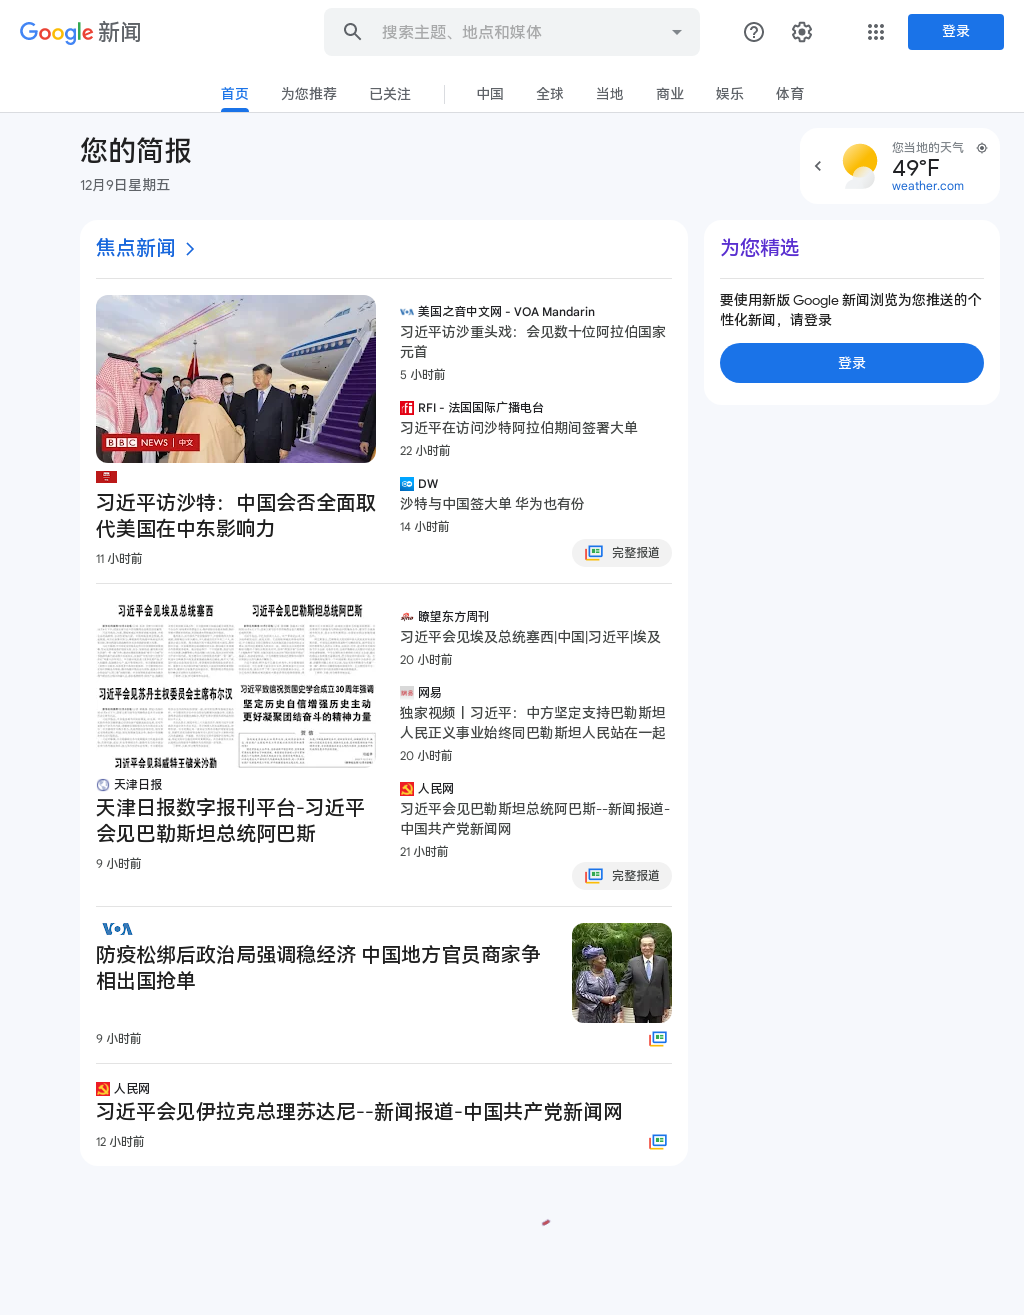 Google 新闻
搜索主题、地点和媒体
登录
首页
为您推荐
已关注
中国
全球
当地
商业
娱乐
体育
您的简报
12月9日星期五
您当地的天气
49°F
weather.com
焦点新闻
BBC NEWS 中文
习近平访沙特：中国会否全面取
代美国在中东影响力
11 小时前
VOA 美国之音中文网 - VOA Mandarin
习近平访沙重头戏：会见数十位阿拉伯国家
元首
5 小时前
rfi RFI - 法国国际广播电台
习近平在访问沙特阿拉伯期间签署大单
22 小时前
DW
沙特与中国签大单 华为也有份
14 小时前
完整报道
习近平会见埃及总统塞西
习近平会见巴勒斯坦总统阿巴斯
习近平会见苏丹主权委员会主席布尔汉
习近平致信祝贺国史学会成立30周年强调
坚定历史自信增强历史主动
更好凝聚团结奋斗的精神力量
贺信
习近平会见科威特王储米沙勒
天津日报
天津日报数字报刊平台-习近平
会见巴勒斯坦总统阿巴斯
9 小时前
瞭望东方周刊
习近平会见埃及总统塞西|中国|习近平|埃及
20 小时前
网易
独家视频丨习近平：中方坚定支持巴勒斯坦
人民正义事业始终同巴勒斯坦人民站在一起
20 小时前
人民网
习近平会见巴勒斯坦总统阿巴斯--新闻报道-
中国共产党新闻网
21 小时前
完整报道
VOA
防疫松绑后政治局强调稳经济 中国地方官员商家争
相出国抢单
9 小时前
人民网
习近平会见伊拉克总理苏达尼--新闻报道-中国共产党新闻网
12 小时前
为您精选
要使用新版 Google 新闻浏览为您推送的个
性化新闻，请登录
登录